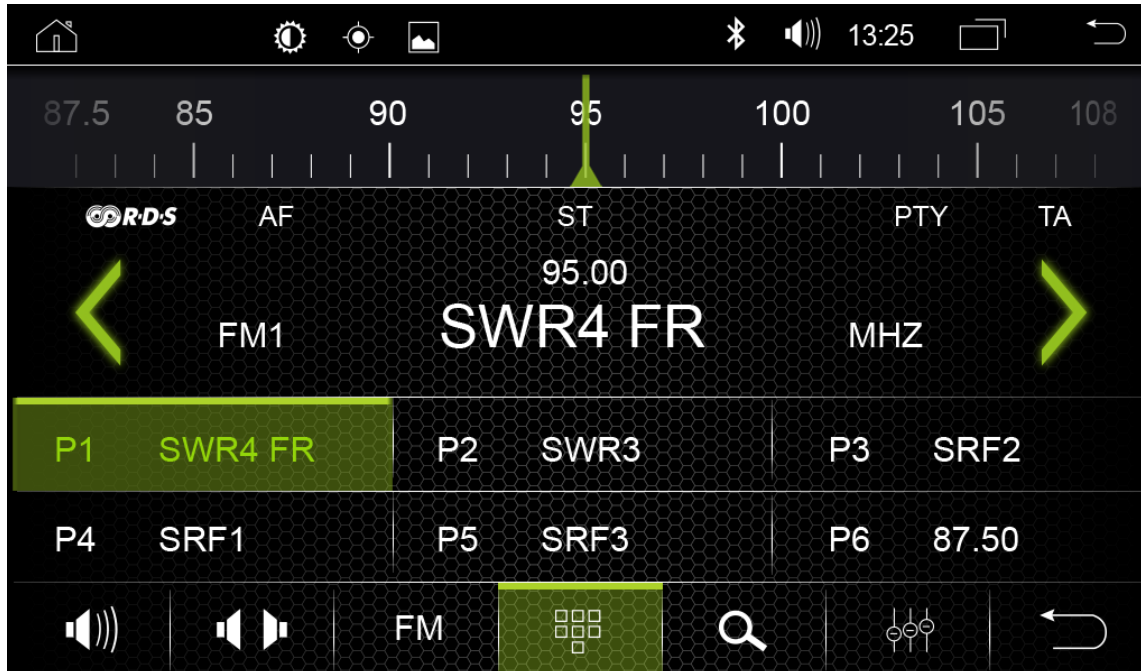 13:25
87.5 85 90 95 100 105 108
R·D·S AF ST PTY TA
95.00
FM1 SWR4 FR MHZ
P1 SWR4 FR P2 SWR3 P3 SRF2
P4 SRF1 P5 SRF3 P6 87.50
FM